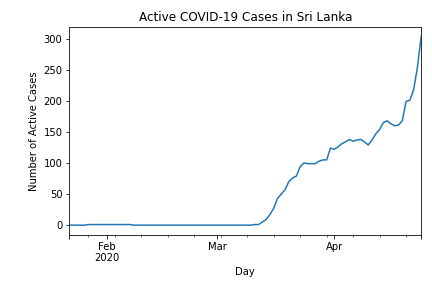 Active COVID-19 Cases in Sri Lanka
300
250
200
150
100
50
0
Number of Active Cases
Feb
2020
Mar
Apr
Day